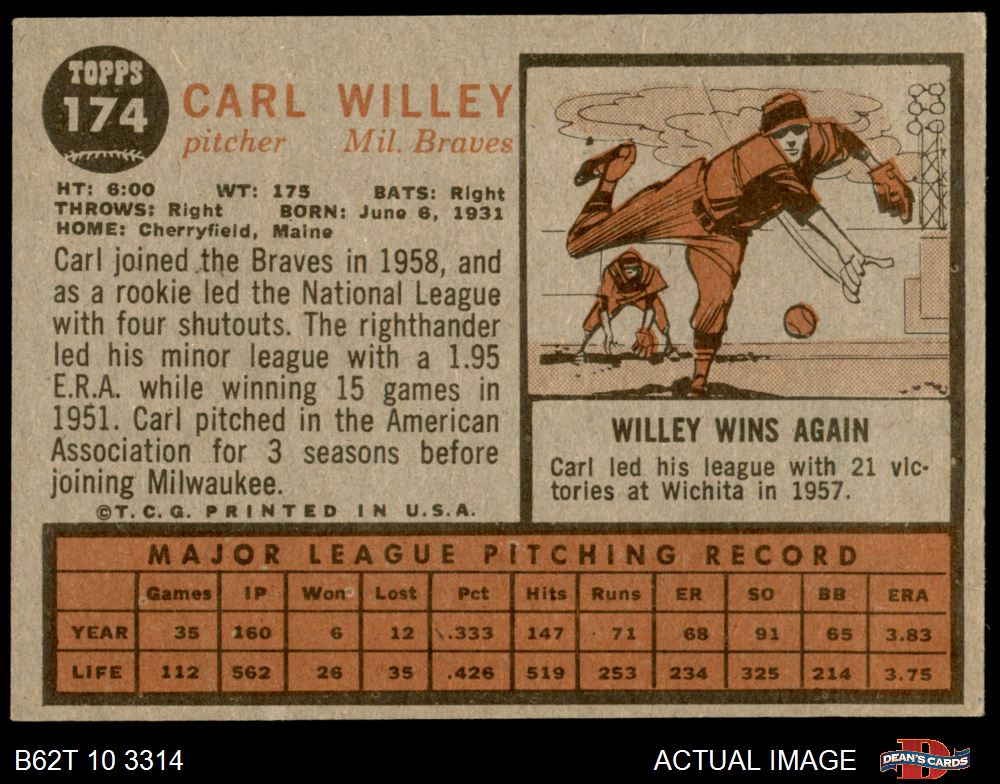 TOPPS
174
CARL WILLEY
pitcher Mil. Braves
HT: 6:00 WT: 175 BATS: Right
THROWS: Right BORN: June 6, 1931
HOME: Cherryfield, Maine
Carl joined the Braves in 1958, and
as a rookie led the National League
with four shutouts. The righthander
led his minor league with a 1.95
E.R.A. while winning 15 games in
1951. Carl pitched in the American
Association for 3 seasons before
joining Milwaukee.
©T.C.G. PRINTED IN U.S.A.
WILLEY WINS AGAIN
Carl led his league with 21 vic-
tories at Wichita in 1957.
MAJOR LEAGUE PITCHING RECORD
Games IP Won Lost Pct Hits Runs ER SO BB ERA
YEAR 35 160 6 12 .333 147 71 68 91 65 3.83
LIFE 112 562 26 35 .426 519 253 234 325 214 3.75
B62T 10 3314 ACTUAL IMAGE DEAN'S CARDS